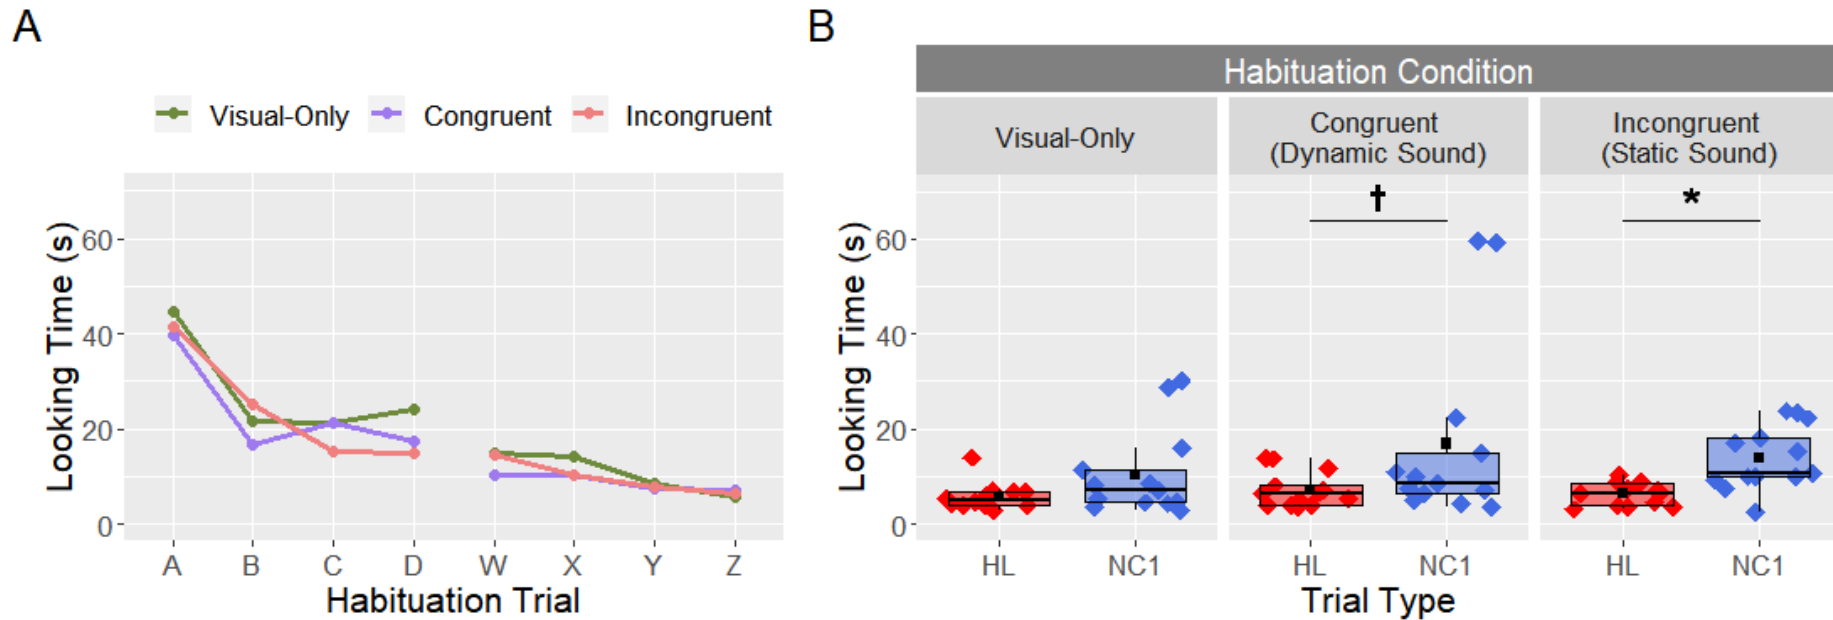 A
Visual-Only Congruent Incongruent
Looking Time (s)
60
40
20
0
A B C D W X Y Z
Habituation Trial
B
Habituation Condition
Visual-Only
Congruent
(Dynamic Sound)
Incongruent
(Static Sound)
† *
Looking Time (s)
60
40
20
0
HL NC1 HL NC1 HL NC1
Trial Type